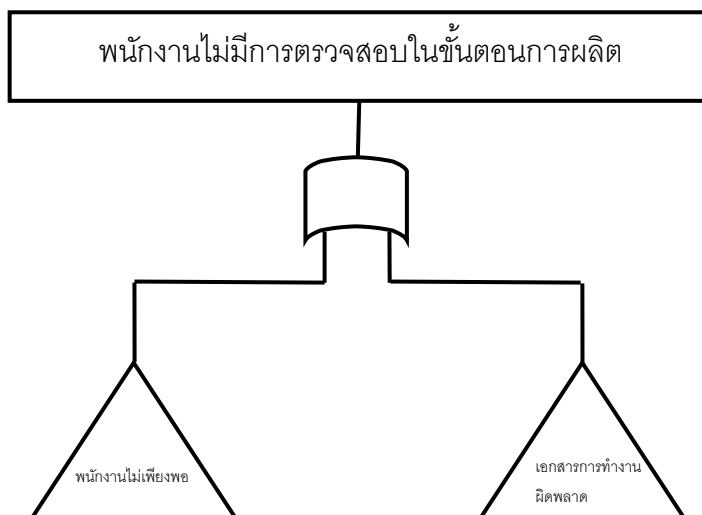 พนักงานไม่มีการตรวจสอบในขั้นตอนการผลิต
พนักงานไม่เพียงพอ
เอกสารการทำงาน
ผิดพลาด